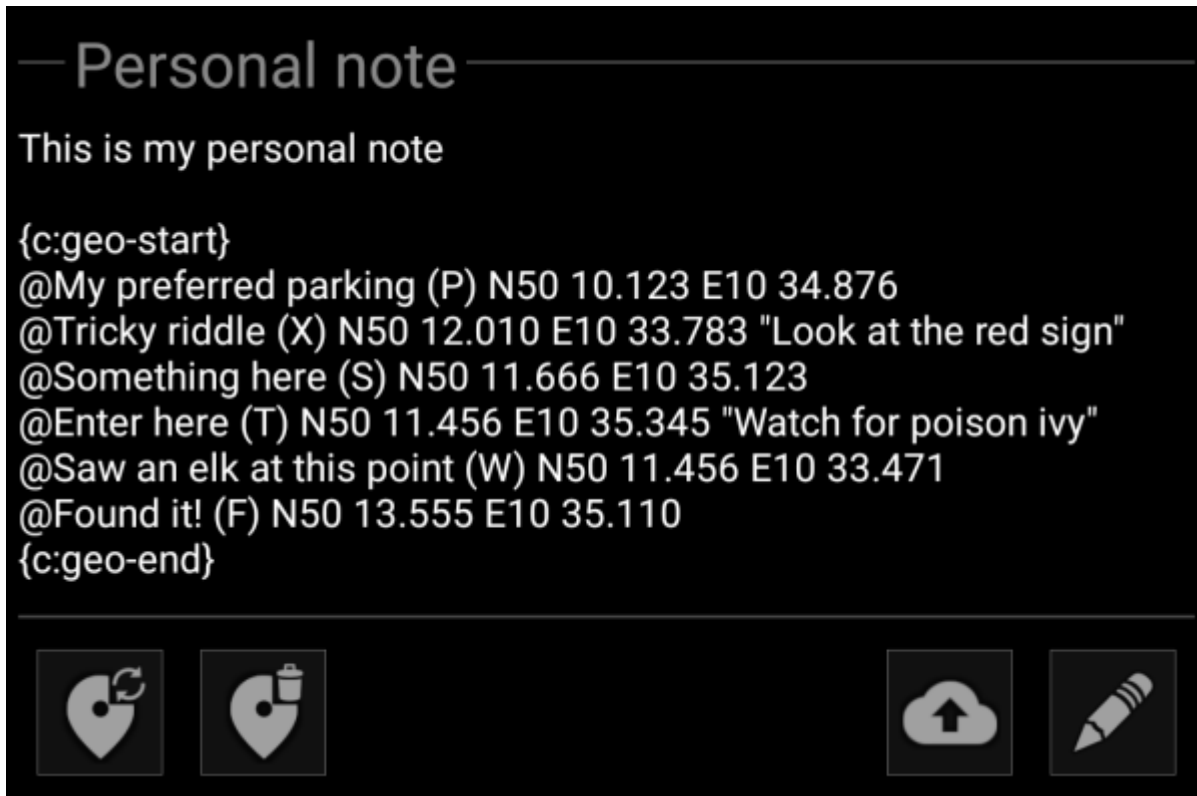 Personal note
This is my personal note
{c:geo-start}
@My preferred parking (P) N50 10.123 E10 34.876
@Tricky riddle (X) N50 12.010 E10 33.783 "Look at the red sign"
@Something here (S) N50 11.666 E10 35.123
@Enter here (T) N50 11.456 E10 35.345 "Watch for poison ivy"
@Saw an elk at this point (W) N50 11.456 E10 33.471
@Found it! (F) N50 13.555 E10 35.110
{c:geo-end}